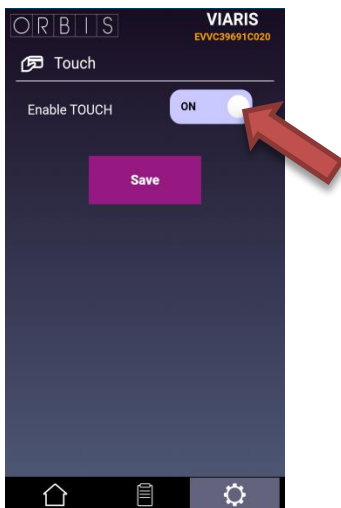 ORBIS
VIARIS
EVVC39691C020
Touch
Enable TOUCH
ON
Save